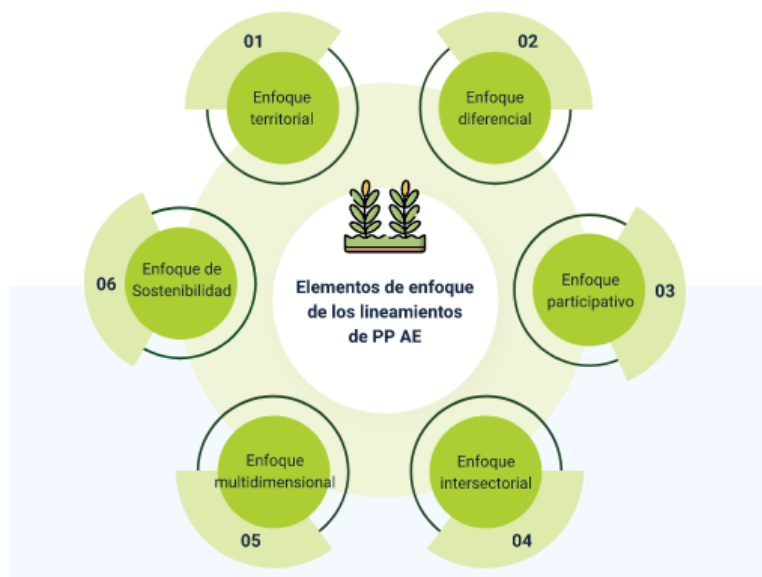 Elementos de enfoque
de los lineamientos
de PP AE
01
Enfoque
territorial
02
Enfoque
diferencial
03
Enfoque
participativo
04
Enfoque
intersectorial
05
Enfoque
multidimensional
06
Enfoque de
Sostenibilidad